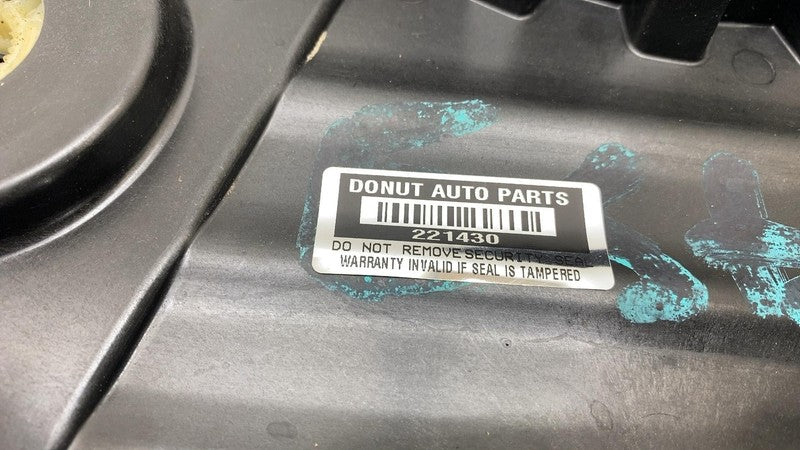 DONUT AUTO PARTS
221430
DO NOT REMOVE SECURITY SEAL
WARRANTY INVALID IF SEAL IS TAMPERED